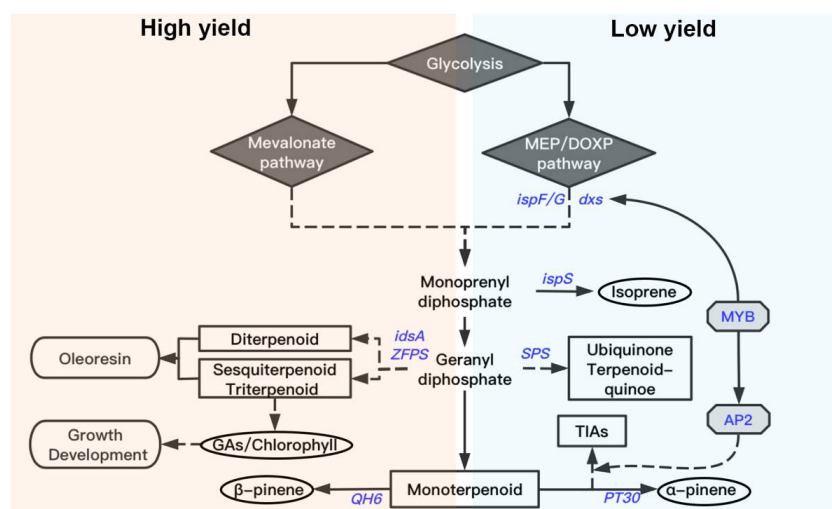 High yield
Low yield
Glycolysis
Mevalonate
pathway
MEP/DOXP
pathway
ispF/G dxs
Monoprenyl
diphosphate
ispS
Isoprene
MYB
Diterpenoid
idsA
ZFPS
Oleoresin
Sesquiterpenoid
Triterpenoid
Geranyl
diphosphate
SPS
Ubiquinone
Terpenoid–
quinoe
AP2
Growth
Development
GAs/Chlorophyll
TIAs
β-pinene
QH6
Monoterpenoid
PT30
α-pinene